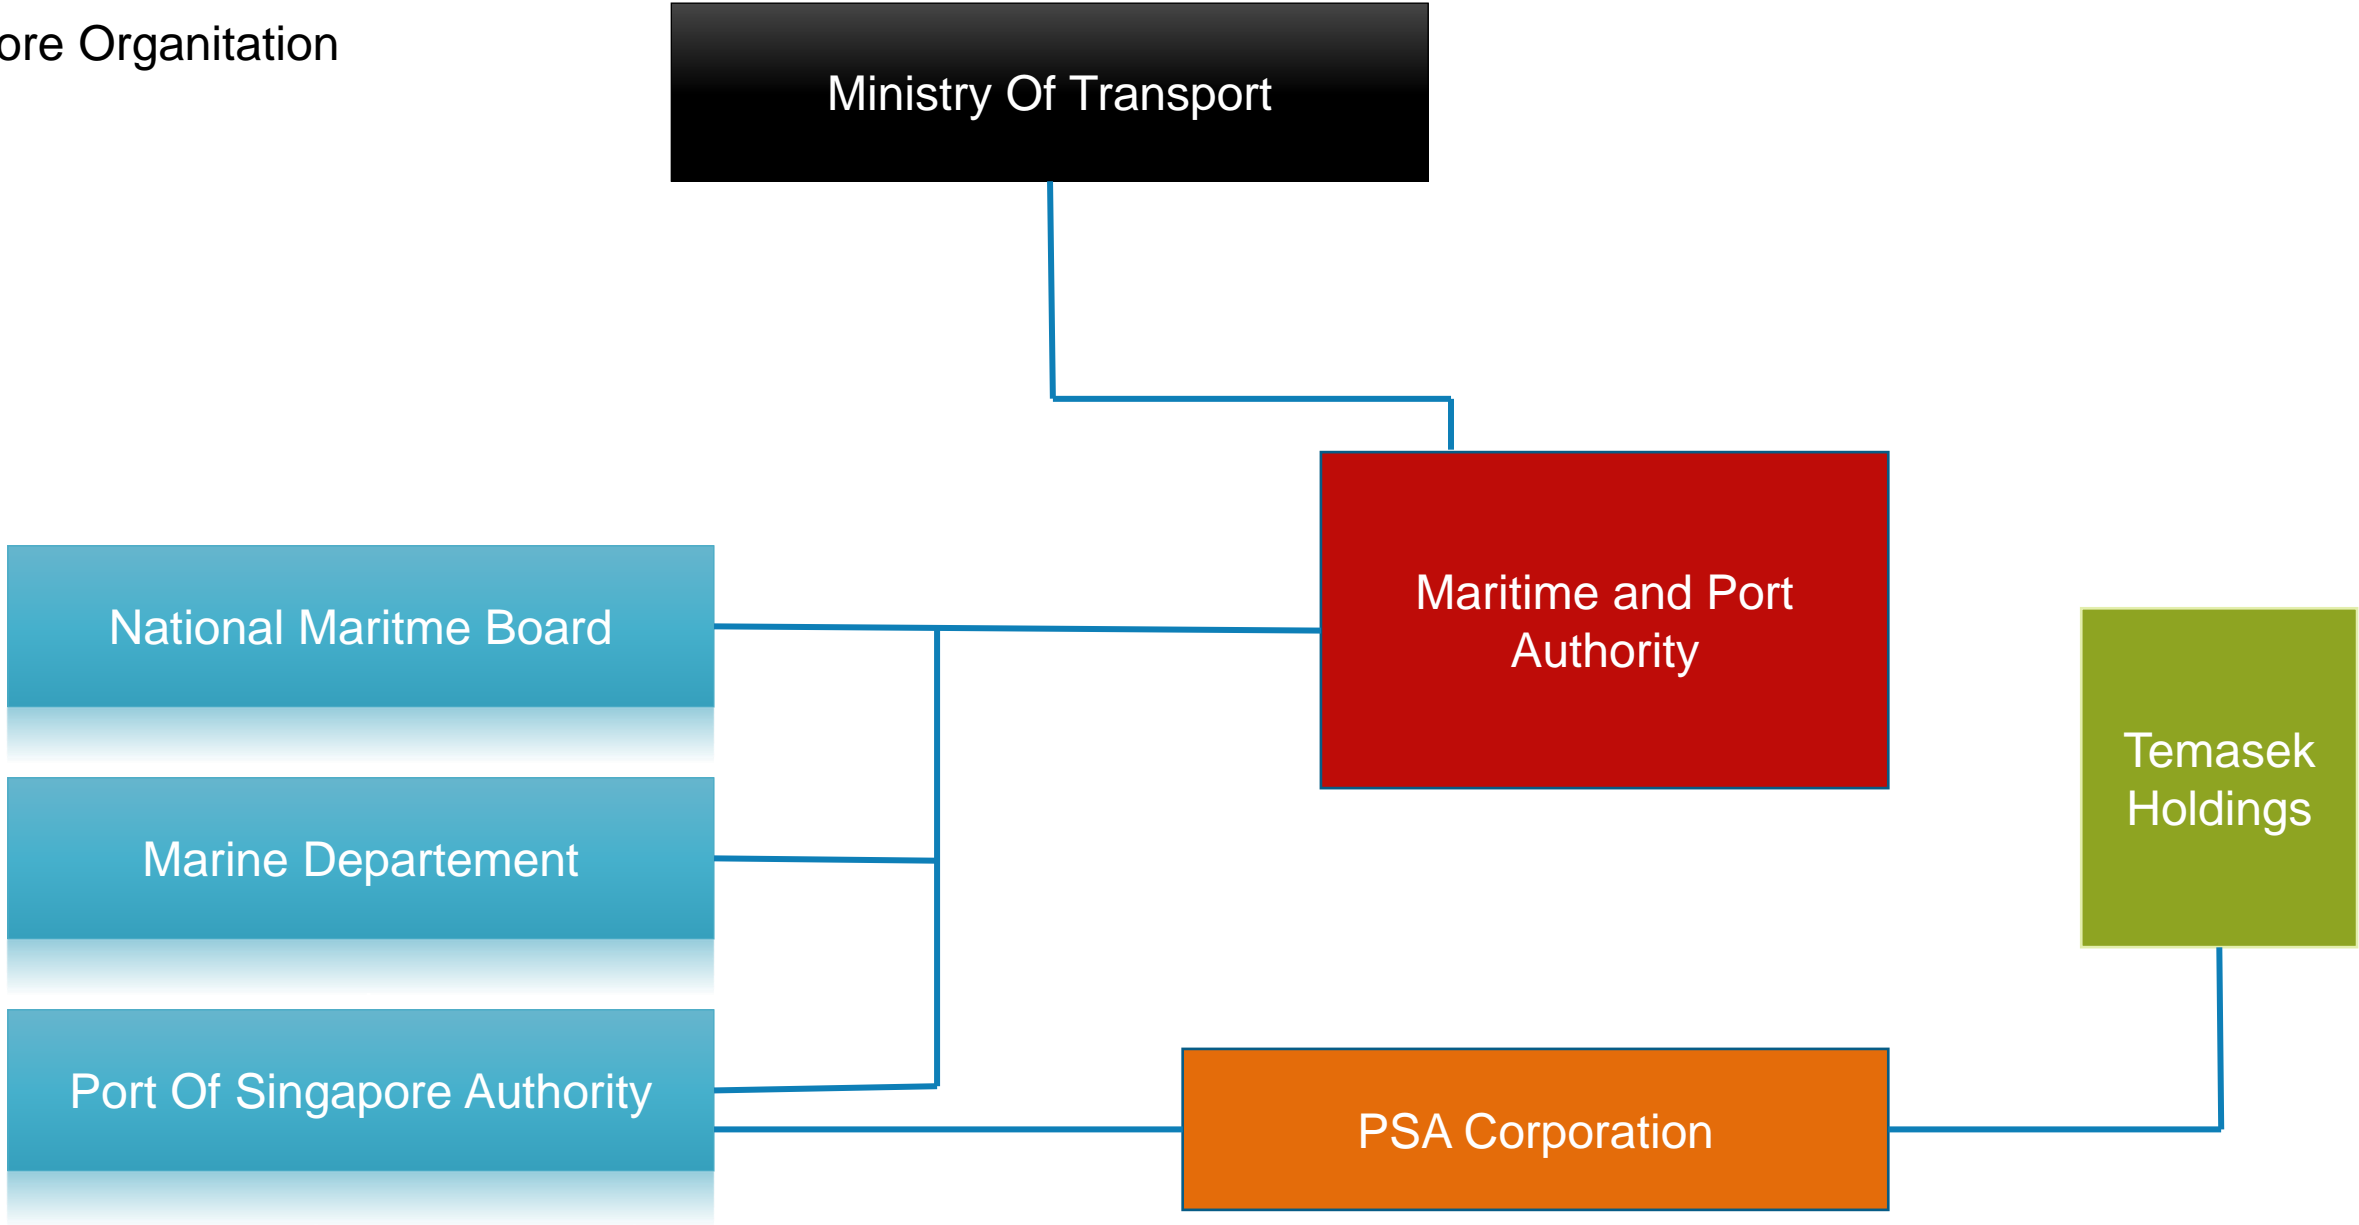 ore Organitation
Ministry Of Transport
Maritime and Port
Authority
National Maritme Board
Temasek
Holdings
Marine Departement
Port Of Singapore Authority
PSA Corporation